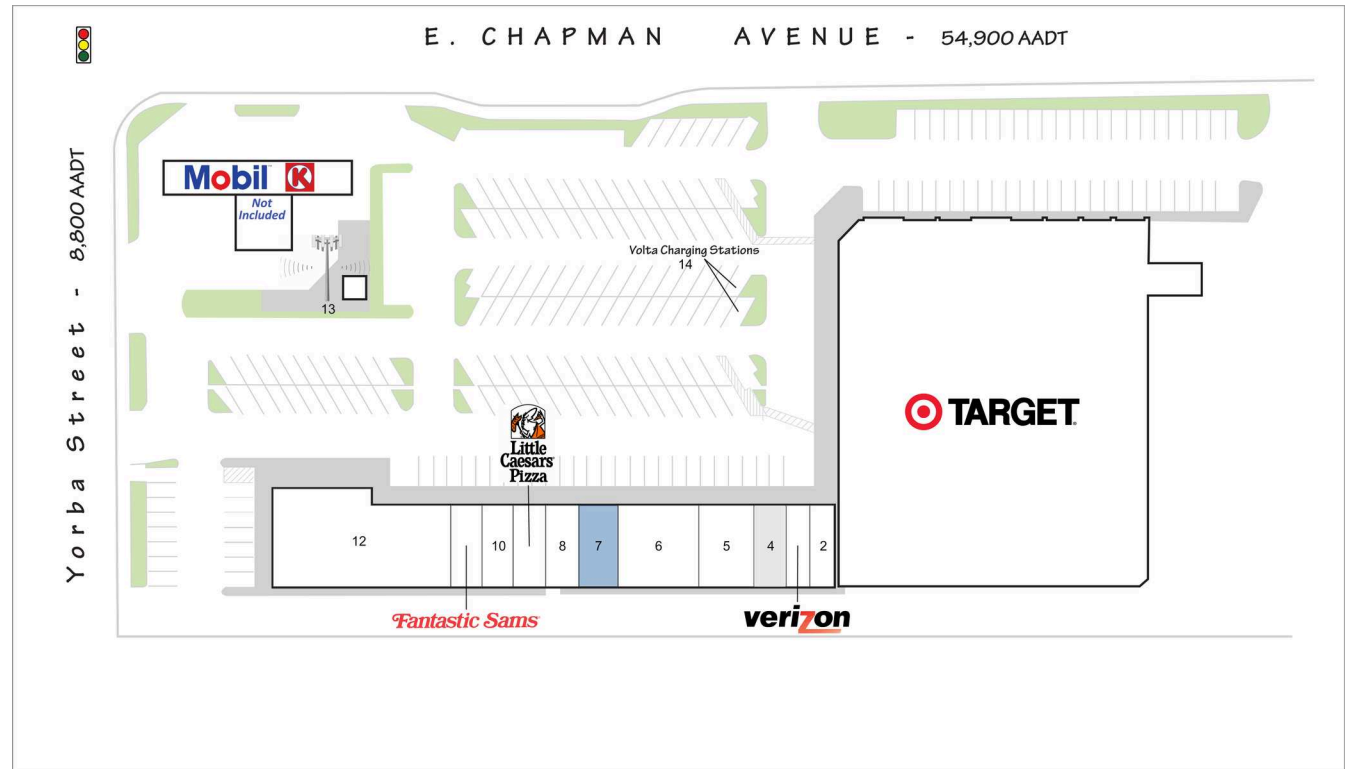 E. CHAPMAN AVENUE - 54,900 AADT
Yorba Street - 8,800 AADT
Mobil K
Not
Included
Volta Charging Stations
14
13
TARGET
Little
Caesars
Pizza
12
10
8
7
6
5
4
2
Fantastic Sams
verizon